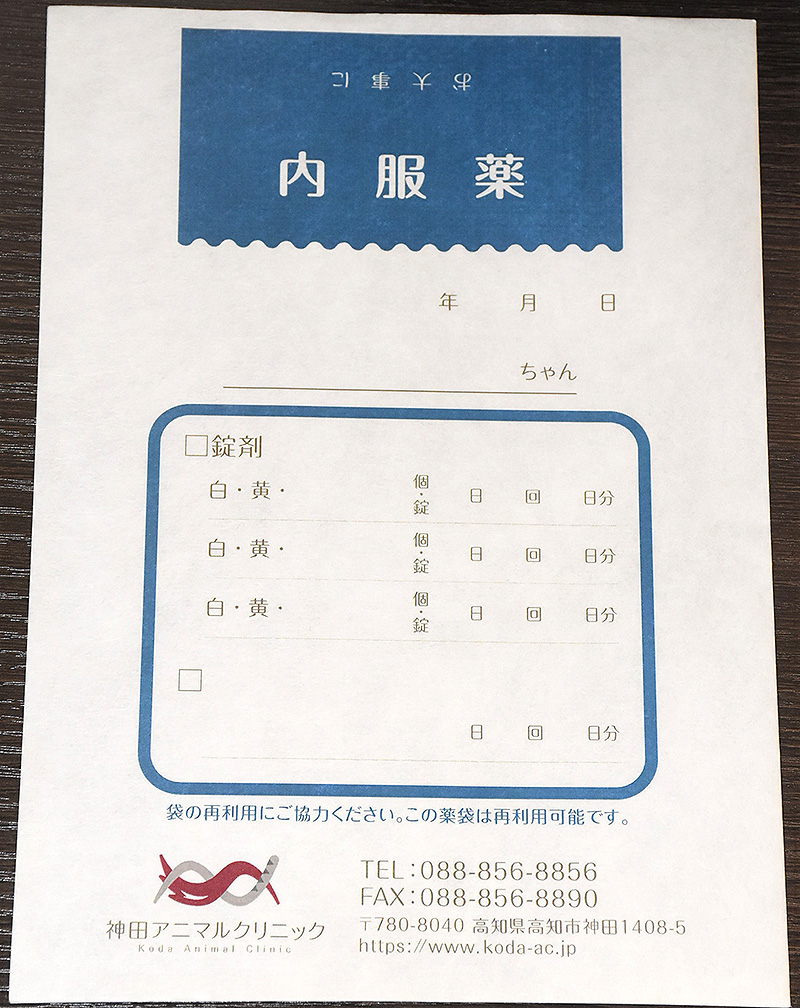 お大事に
内服薬
年 月 日
ちゃん
□錠剤
白・黄・ 個・錠 日 回 日分
白・黄・ 個・錠 日 回 日分
白・黄・ 個・錠 日 回 日分
□
日 回 日分
袋の再利用にご協力ください。この薬袋は再利用可能です。
神田アニマルクリニック
Koda Animal Clinic
TEL:088-856-8856
FAX:088-856-8890
〒780-8040 高知県高知市神田1408-5
https://www.koda-ac.jp